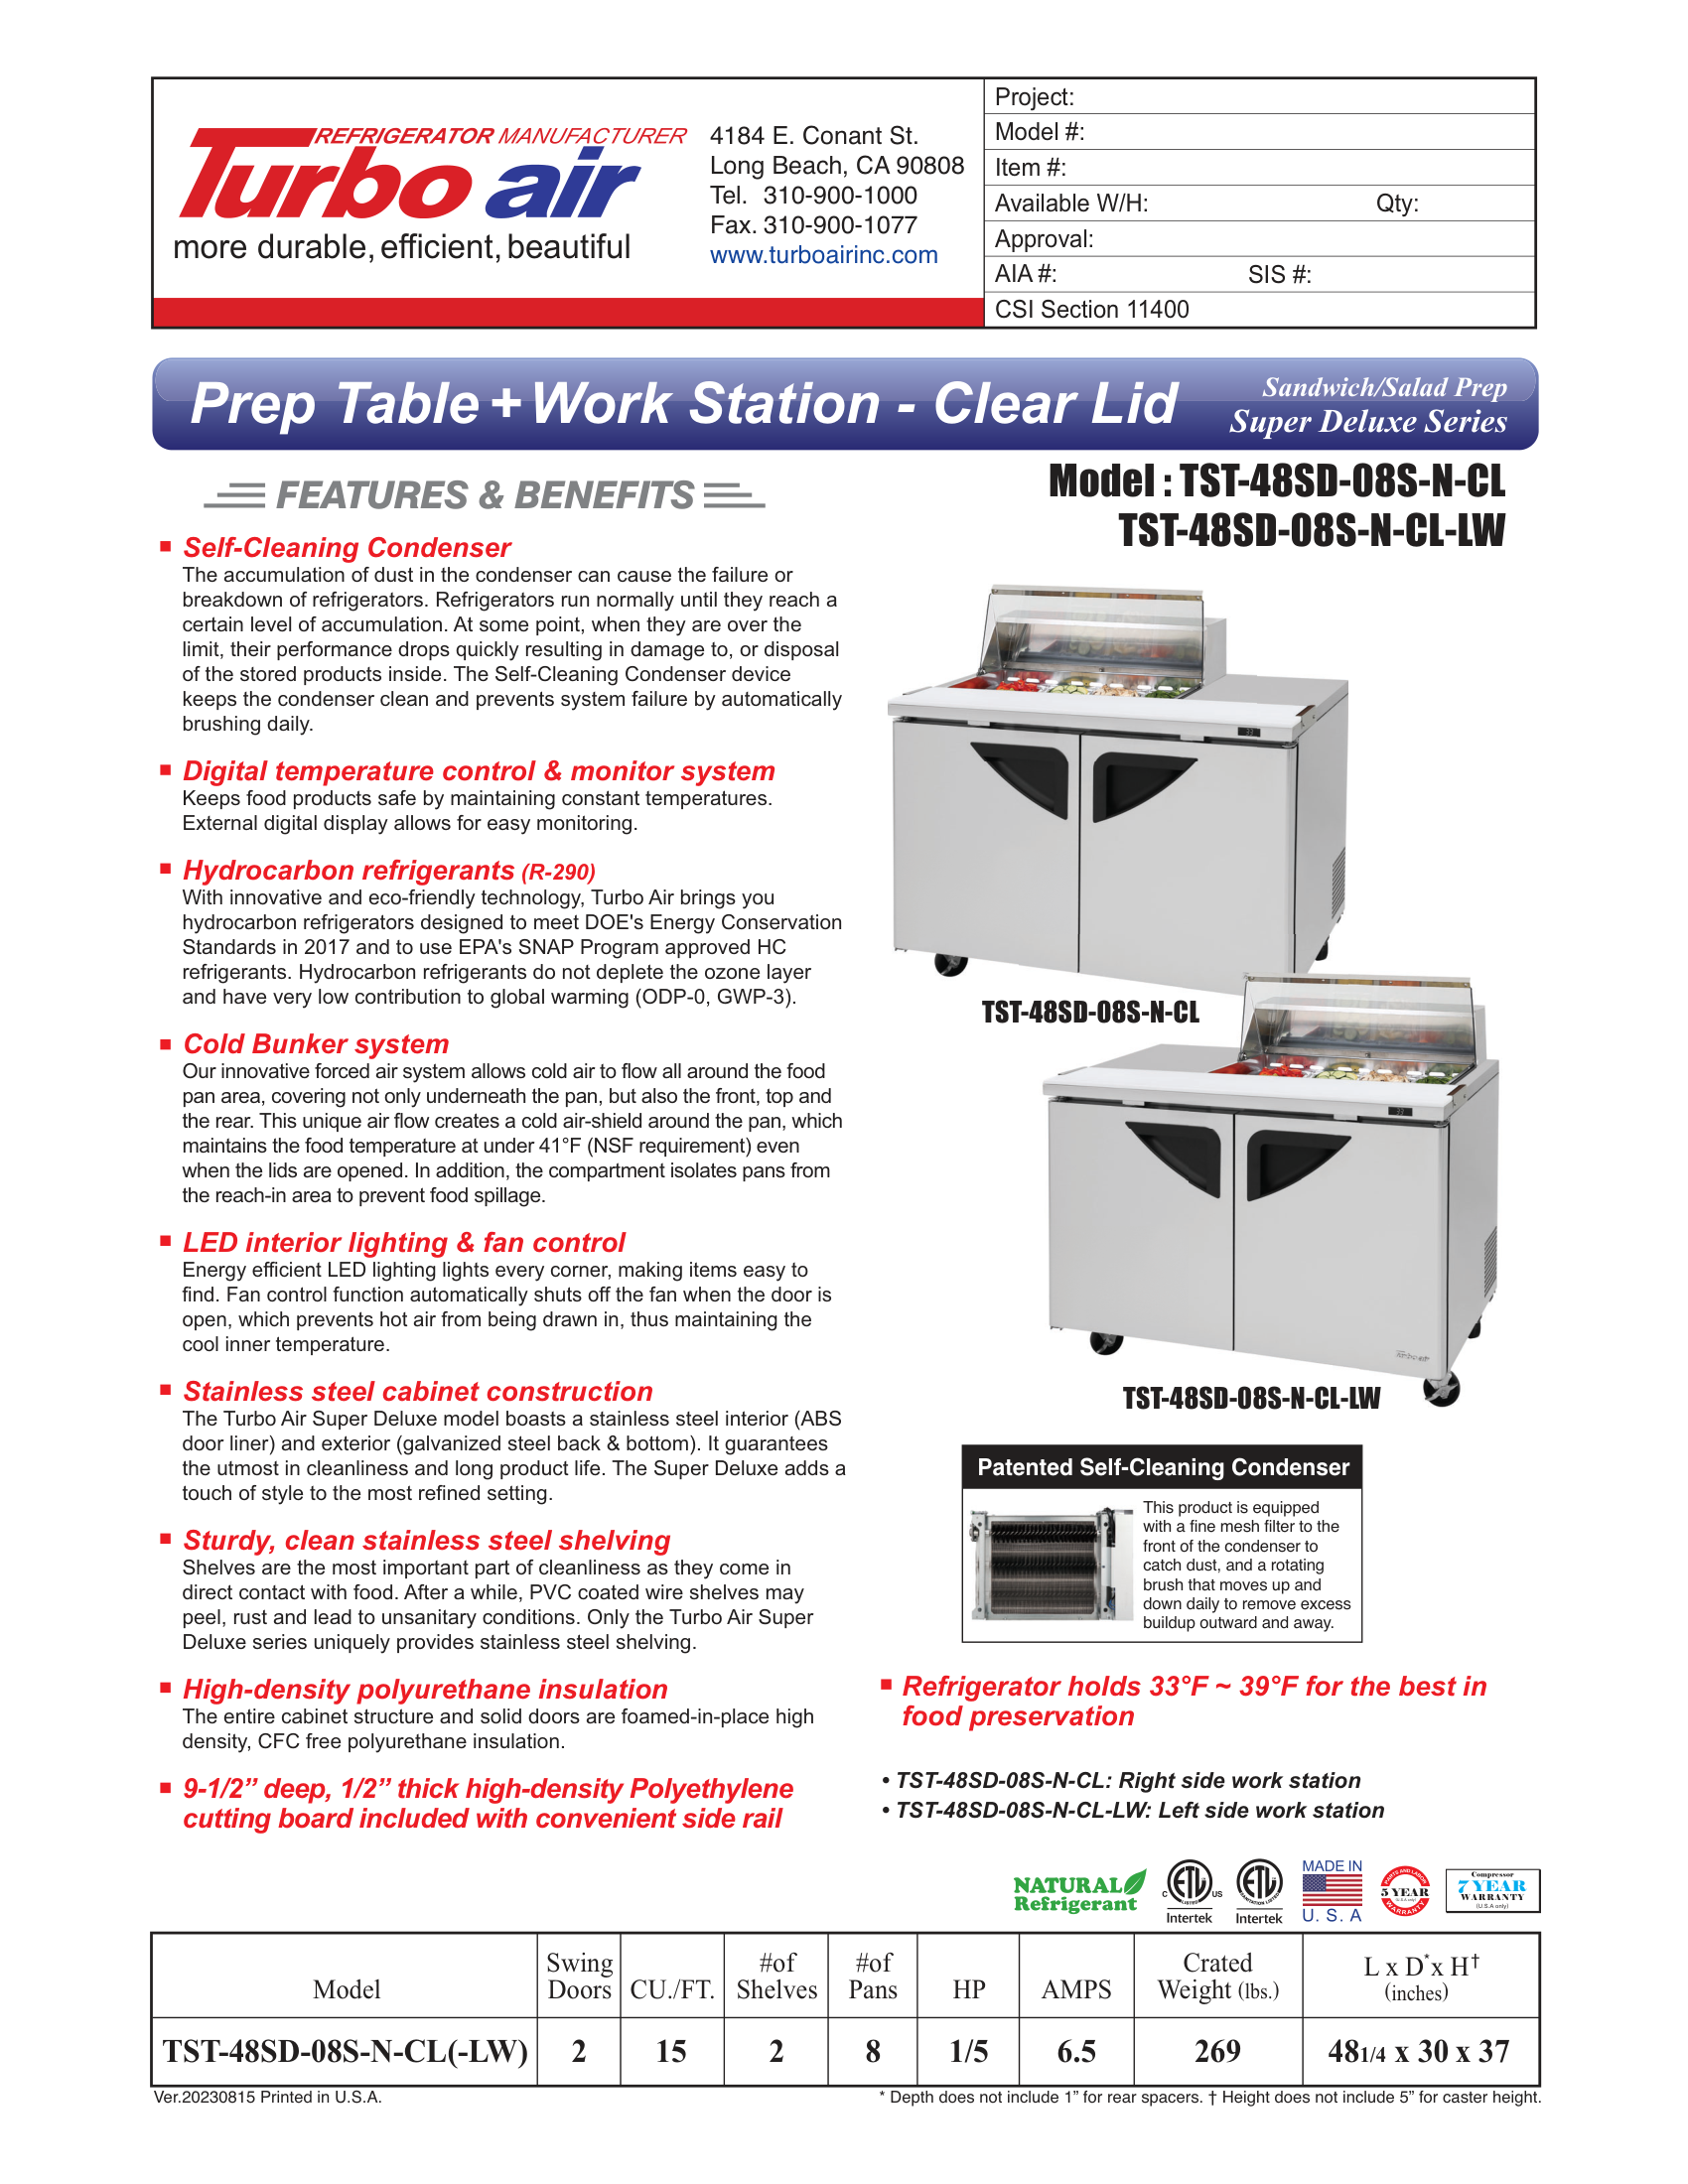 REFRIGERATOR MANUFACTURER
Turbo air
more durable, efficient, beautiful
4184 E. Conant St.
Long Beach, CA 90808
Tel. 310-900-1000
Fax. 310-900-1077
www.turboairinc.com
Project:
Model #:
Item #:
Available W/H: Qty:
Approval:
AIA #: SIS #:
CSI Section 11400
Prep Table + Work Station - Clear Lid
Sandwich/Salad Prep
Super Deluxe Series
FEATURES & BENEFITS
Model : TST-48SD-08S-N-CL
TST-48SD-08S-N-CL-LW
Self-Cleaning Condenser
The accumulation of dust in the condenser can cause the failure or
breakdown of refrigerators. Refrigerators run normally until they reach a
certain level of accumulation. At some point, when they are over the
limit, their performance drops quickly resulting in damage to, or disposal
of the stored products inside. The Self-Cleaning Condenser device
keeps the condenser clean and prevents system failure by automatically
brushing daily.
Digital temperature control & monitor system
Keeps food products safe by maintaining constant temperatures.
External digital display allows for easy monitoring.
Hydrocarbon refrigerants (R-290)
With innovative and eco-friendly technology, Turbo Air brings you
hydrocarbon refrigerators designed to meet DOE's Energy Conservation
Standards in 2017 and to use EPA's SNAP Program approved HC
refrigerants. Hydrocarbon refrigerants do not deplete the ozone layer
and have very low contribution to global warming (ODP-0, GWP-3).
Cold Bunker system
Our innovative forced air system allows cold air to flow all around the food
pan area, covering not only underneath the pan, but also the front, top and
the rear. This unique air flow creates a cold air-shield around the pan, which
maintains the food temperature at under 41°F (NSF requirement) even
when the lids are opened. In addition, the compartment isolates pans from
the reach-in area to prevent food spillage.
LED interior lighting & fan control
Energy efficient LED lighting lights every corner, making items easy to
find. Fan control function automatically shuts off the fan when the door is
open, which prevents hot air from being drawn in, thus maintaining the
cool inner temperature.
Stainless steel cabinet construction
The Turbo Air Super Deluxe model boasts a stainless steel interior (ABS
door liner) and exterior (galvanized steel back & bottom). It guarantees
the utmost in cleanliness and long product life. The Super Deluxe adds a
touch of style to the most refined setting.
Sturdy, clean stainless steel shelving
Shelves are the most important part of cleanliness as they come in
direct contact with food. After a while, PVC coated wire shelves may
peel, rust and lead to unsanitary conditions. Only the Turbo Air Super
Deluxe series uniquely provides stainless steel shelving.
High-density polyurethane insulation
The entire cabinet structure and solid doors are foamed-in-place high
density, CFC free polyurethane insulation.
9-1/2’’ deep, 1/2’’ thick high-density Polyethylene
cutting board included with convenient side rail
TST-48SD-08S-N-CL
Turbo air
TST-48SD-08S-N-CL-LW
Patented Self-Cleaning Condenser
This product is equipped
with a fine mesh filter to the
front of the condenser to
catch dust, and a rotating
brush that moves up and
down daily to remove excess
buildup outward and away.
Refrigerator holds 33°F ~ 39°F for the best in
food preservation
• TST-48SD-08S-N-CL: Right side work station
• TST-48SD-08S-N-CL-LW: Left side work station
NATURAL
Refrigerant
C ETL US
LISTED
Intertek
ETL
SANITATION LISTED
Intertek
MADE IN
U. S. A
PARTS AND LABOR
5 YEAR
(U.S.A only)
WARRANTY
Compressor
7 YEAR
WARRANTY
(U.S.A only)
Model Swing Doors CU./FT. #of Shelves #of Pans HP AMPS Crated Weight (lbs.) L x D* x H† (inches)
TST-48SD-08S-N-CL(-LW) 2 15 2 8 1/5 6.5 269 48 1/4 x 30 x 37
Ver.20230815 Printed in U.S.A.
* Depth does not include 1” for rear spacers. † Height does not include 5” for caster height.